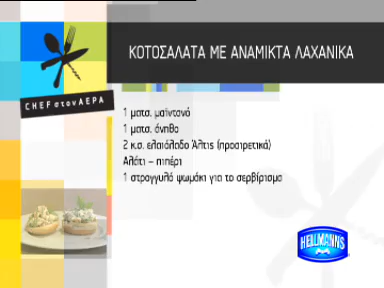 ΚΟΤΟΣΑΛΑΤΑ ΜΕ ΑΝΑΜΙΚΤΑ ΛΑΧΑΝΙΚΑ
CHEF στον ΑΕΡΑ
1 ματσ. μαϊντανό
1 ματσ. άνηθο
2 κ.σ. ελαιόλαδο Άλτις (προαιρετικά)
Αλάτι – πιπέρι
1 στρογγυλό ψωμάκι για το σερβίρισμα
HELLMANN'S